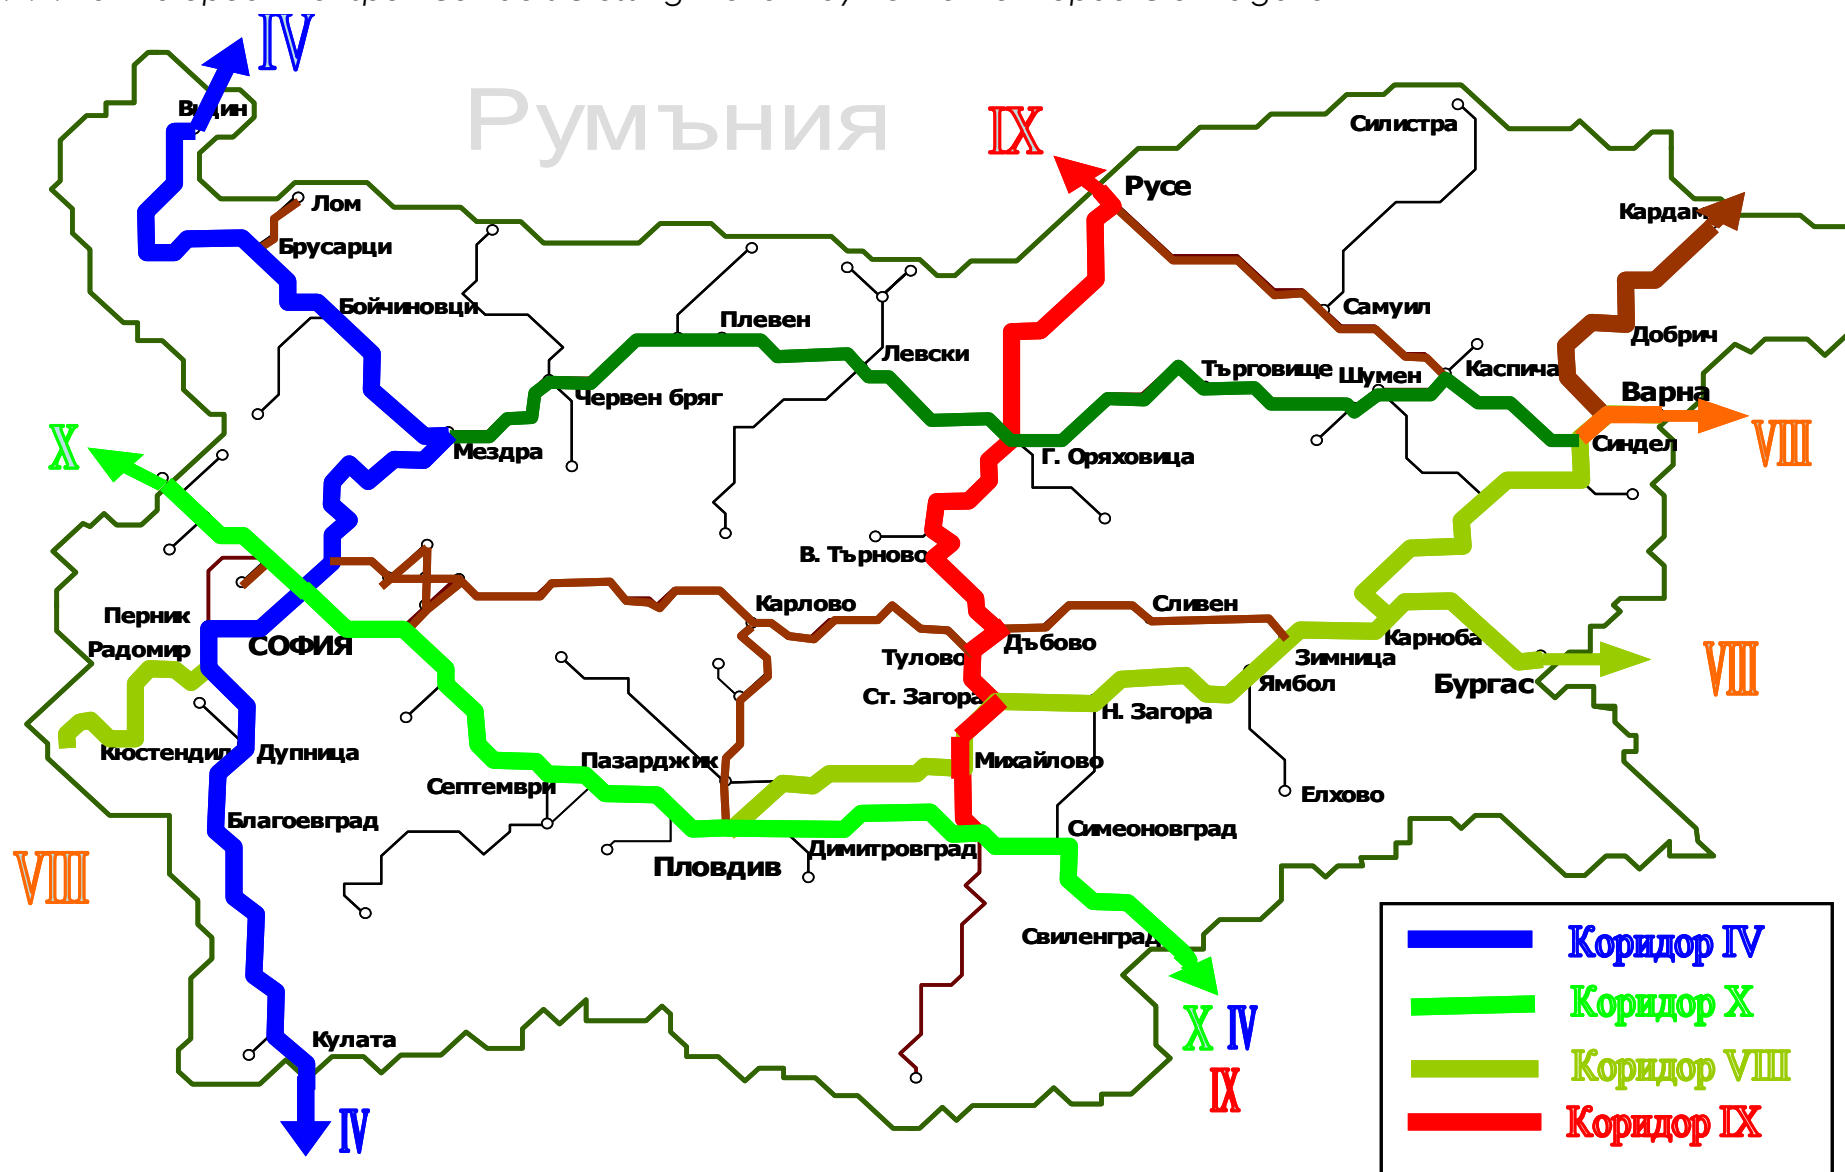 IV
Видин
Румъния
IX
Силистра
Русе
Лом
Кардам
Брусарци
Бойчиновци
Самуил
Плевен
Добрич
Левски
Търговище
Шумен
Каспичан
Червен бряг
Варна
X
Мездра
Г. Оряховица
Синдел
VIII
В. Търново
Перник
Карлово
Сливен
Радомир
СОФИЯ
Тулово
Дъбово
Карнобат
Зимница
Ст. Загора
Ямбол
Бургас
VIII
Н. Загора
Кюстендил
Дупница
Пазарджик
Михайлово
Септември
Елхово
Благоевград
Симеоновград
Димитровград
Пловдив
VIII
Свиленград
Кулата
X IV
IX
IV
Коридор IV
Коридор X
Коридор VIII
Коридор IX